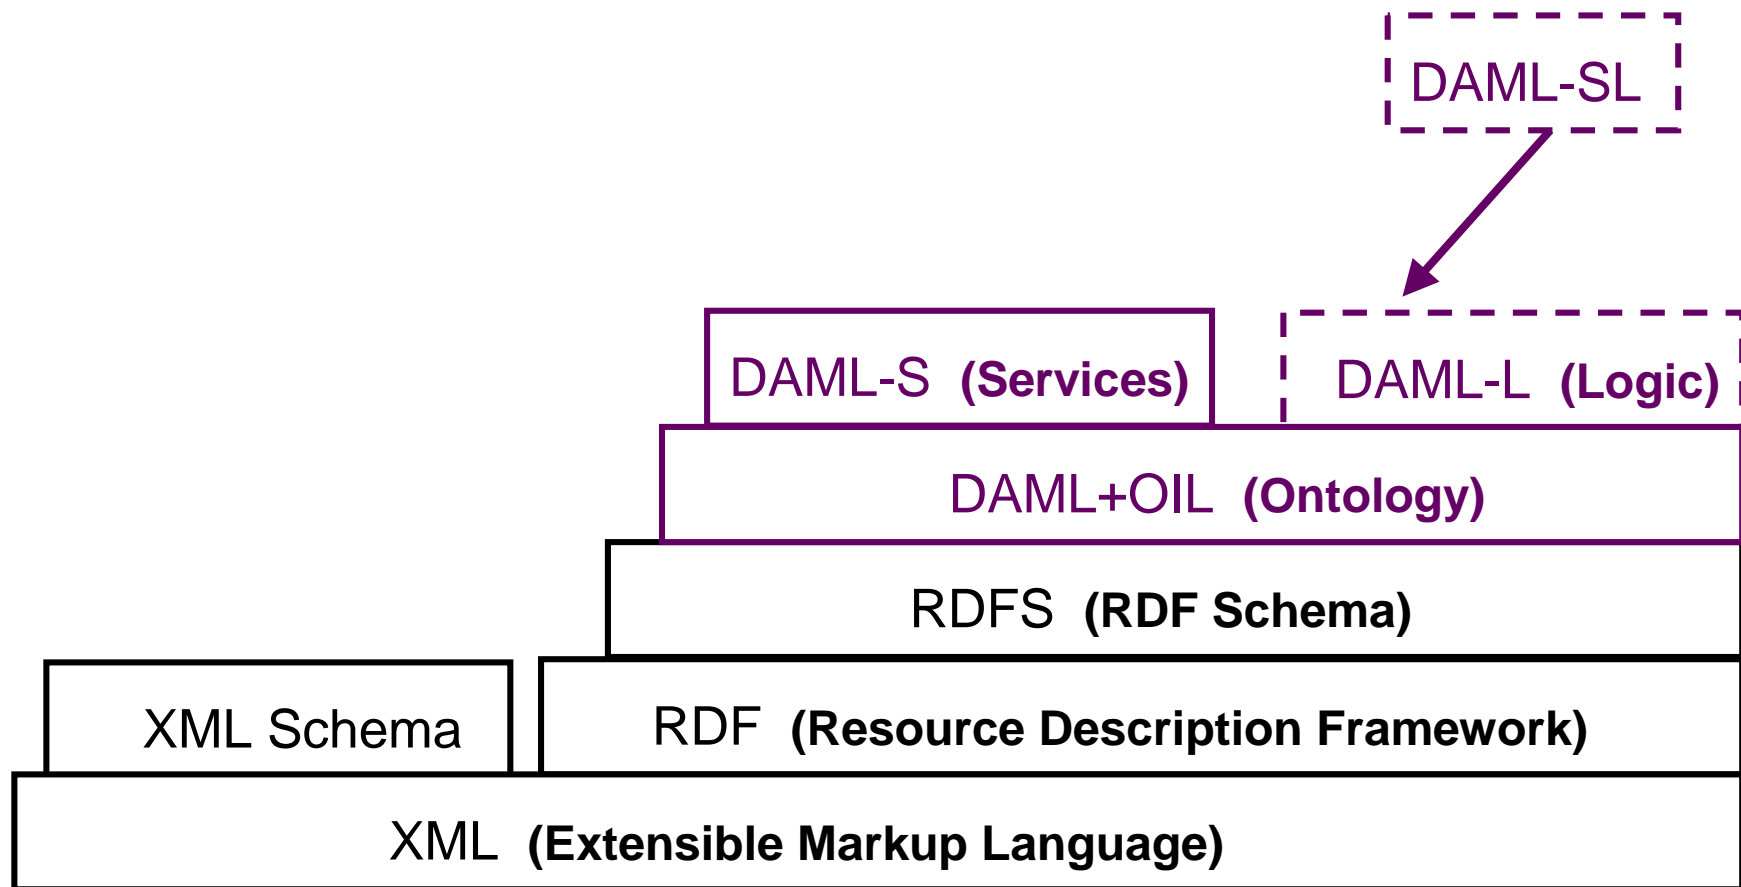 DAML-SL
DAML-S (Services)
DAML-L (Logic)
DAML+OIL (Ontology)
RDFS (RDF Schema)
XML Schema
RDF (Resource Description Framework)
XML (Extensible Markup Language)